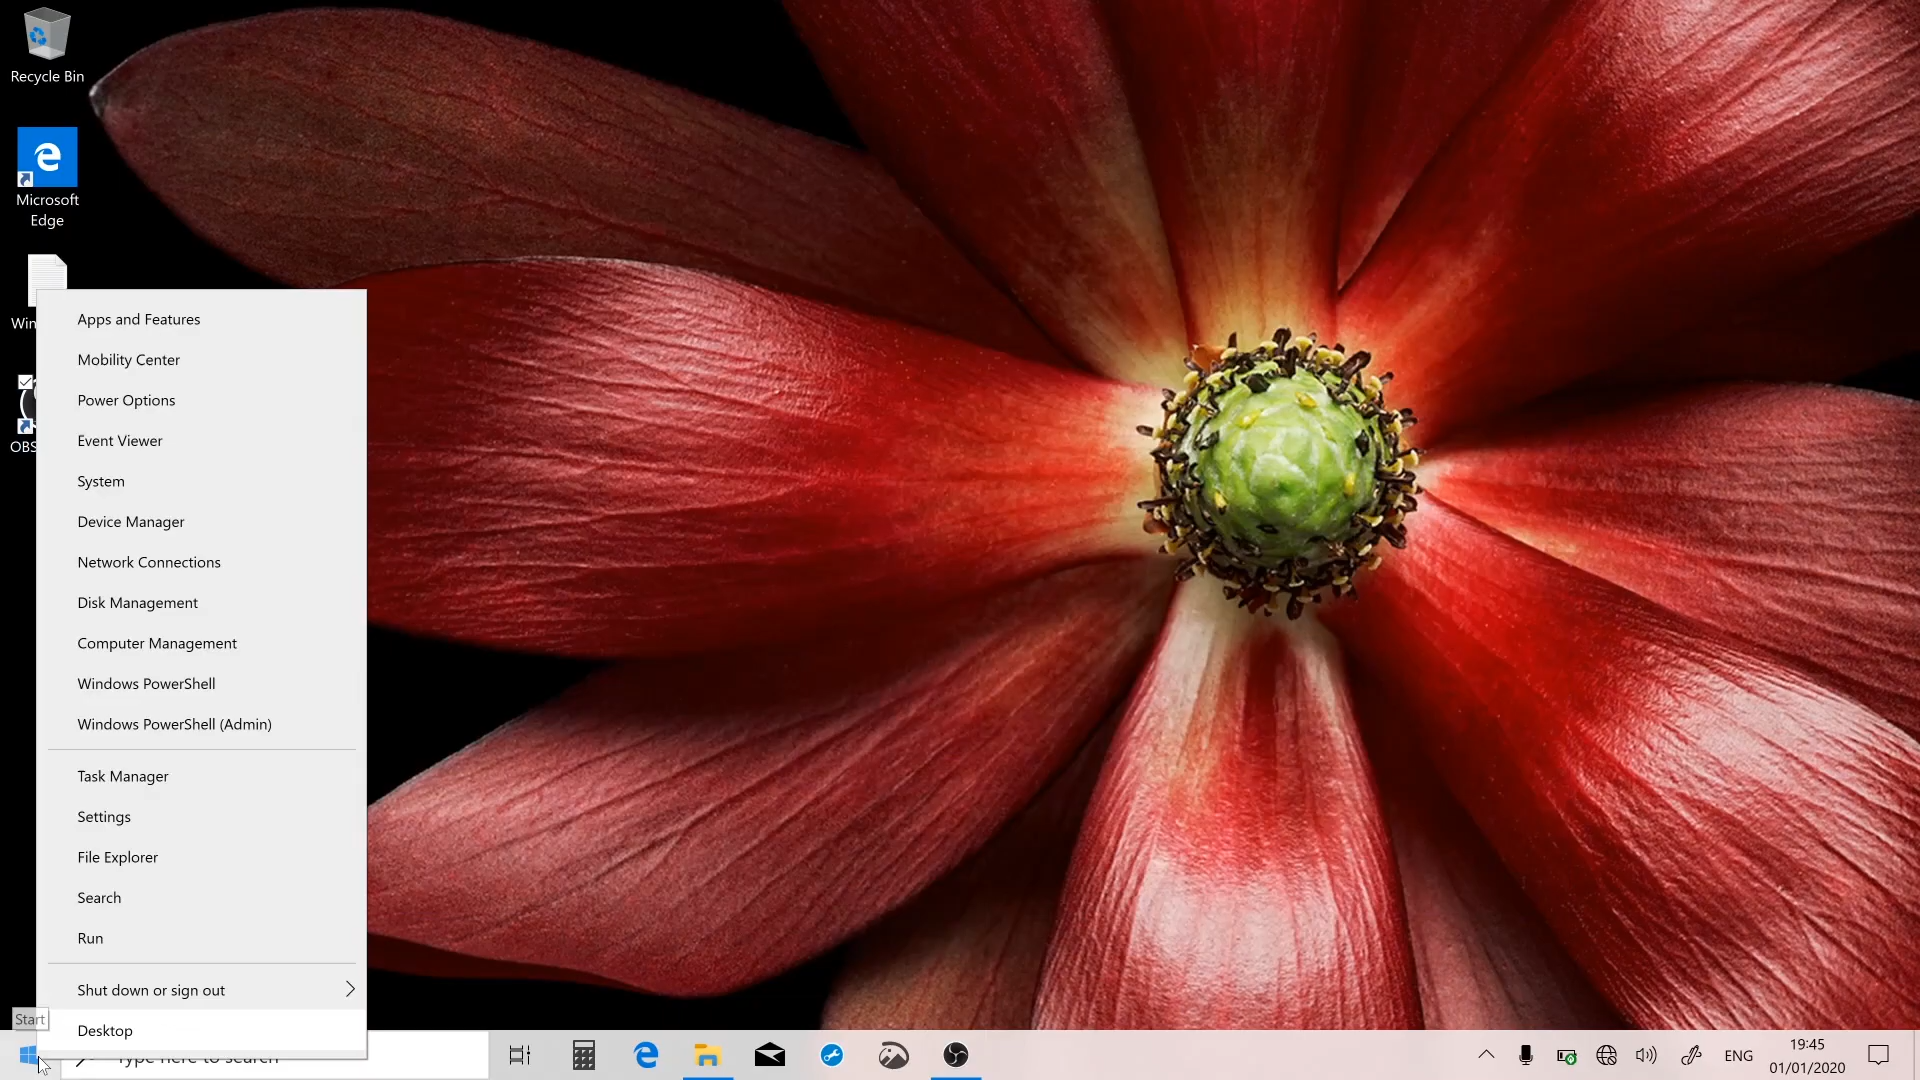 Recycle Bin
Microsoft
Edge
Win
OBS
Apps and Features
Mobility Center
Power Options
Event Viewer
System
Device Manager
Network Connections
Disk Management
Computer Management
Windows PowerShell
Windows PowerShell (Admin)
Task Manager
Settings
File Explorer
Search
Run
Shut down or sign out
Desktop
Start
Type here to search
ENG
19:45
01/01/2020